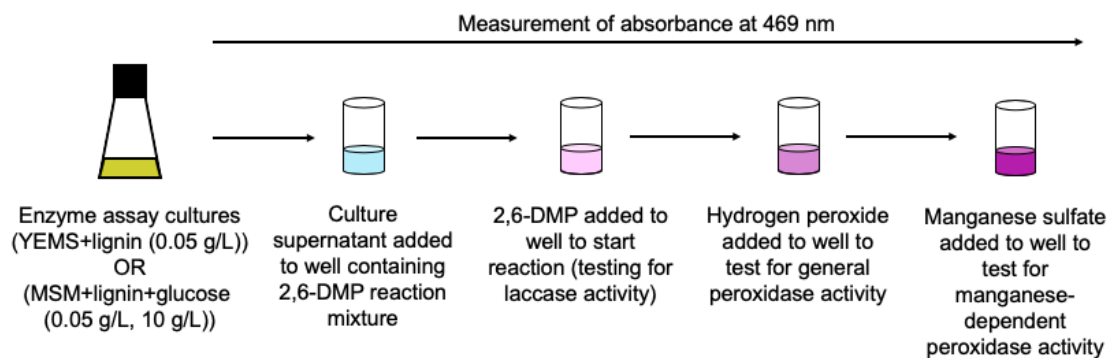 Measurement of absorbance at 469 nm
Enzyme assay cultures
(YEMS+lignin (0.05 g/L))
OR
(MSM+lignin+glucose
(0.05 g/L, 10 g/L))
Culture
supernatant added
to well containing
2,6-DMP reaction
mixture
2,6-DMP added to
well to start
reaction (testing for
laccase activity)
Hydrogen peroxide
added to well to
test for general
peroxidase activity
Manganese sulfate
added to well to
test for
manganese-
dependent
peroxidase activity